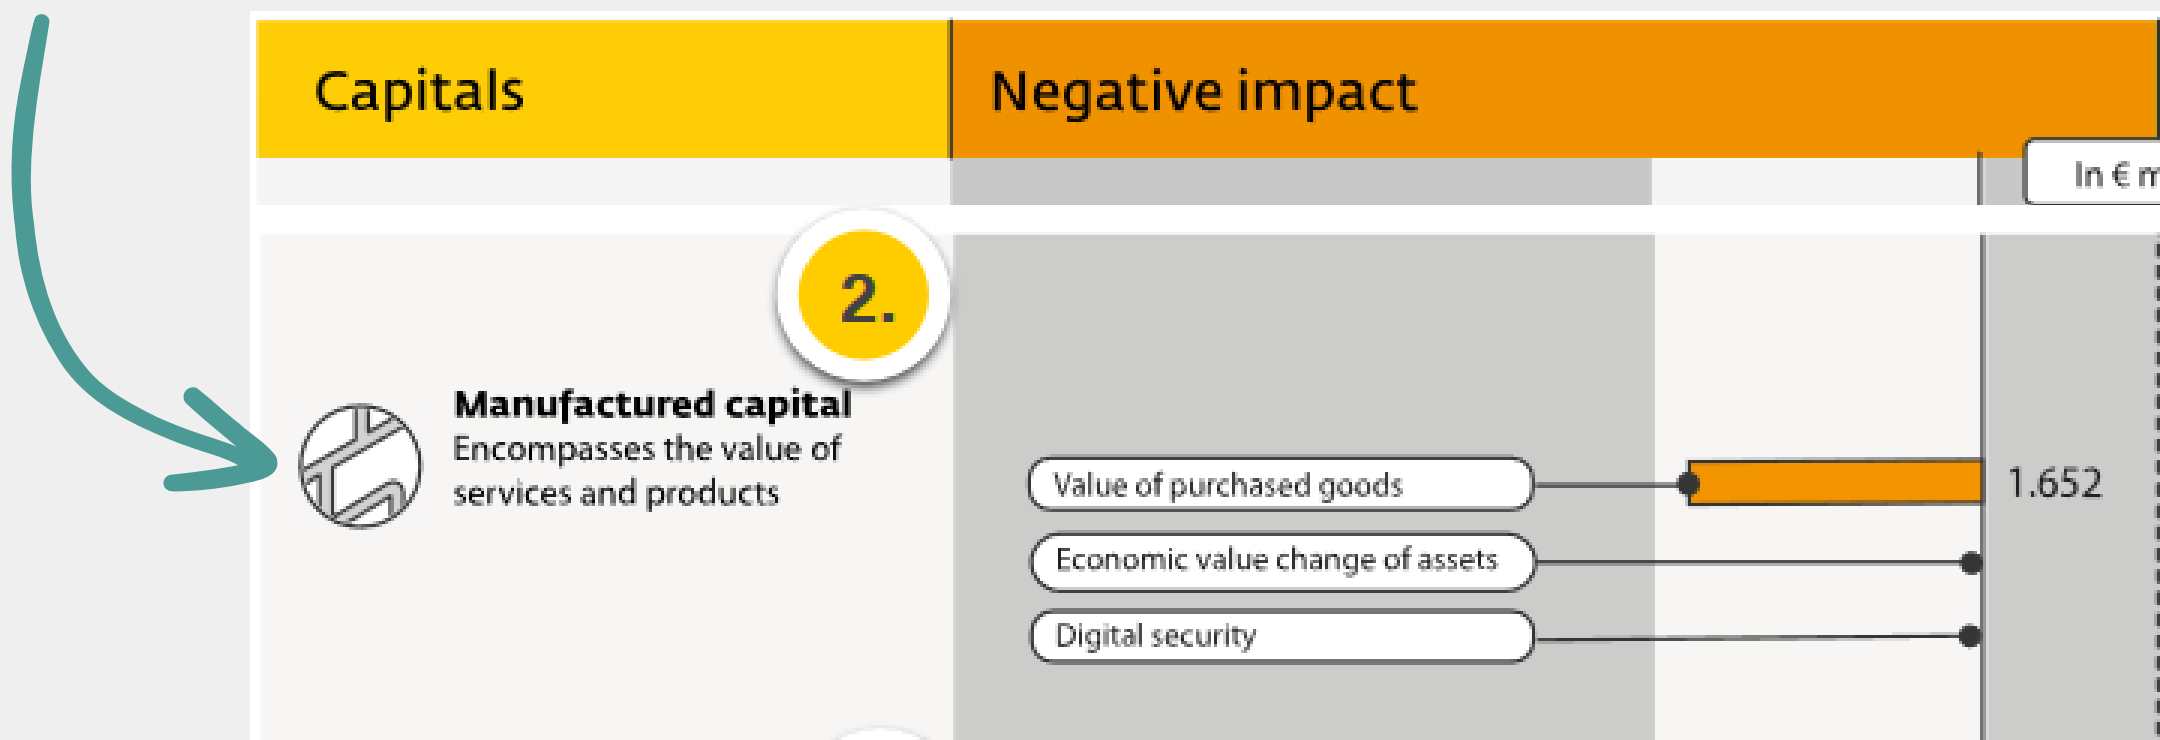 Capitals
Negative impact
In € m
2.
Manufactured capital
Encompasses the value of
services and products
Value of purchased goods
1.652
Economic value change of assets
Digital security